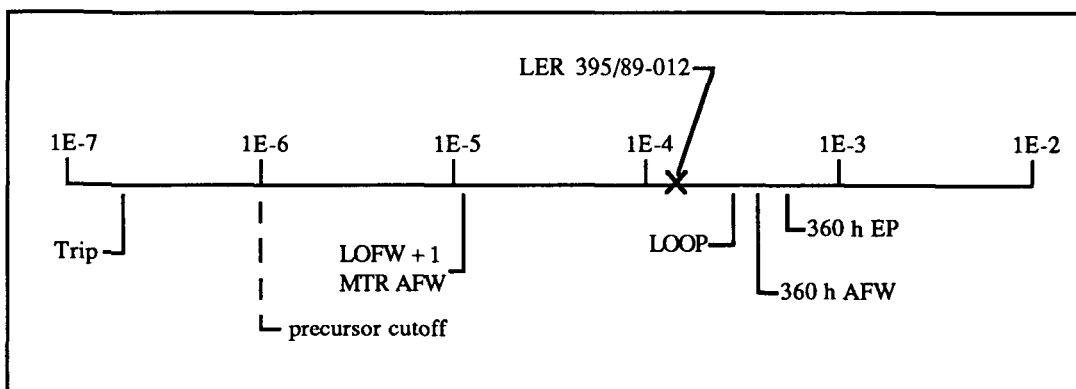 LER 395/89-012
1E-7 1E-6 1E-5 1E-4 1E-3 1E-2
Trip
LOFW + 1
MTR AFW
LOOP
360 h EP
360 h AFW
precursor cutoff